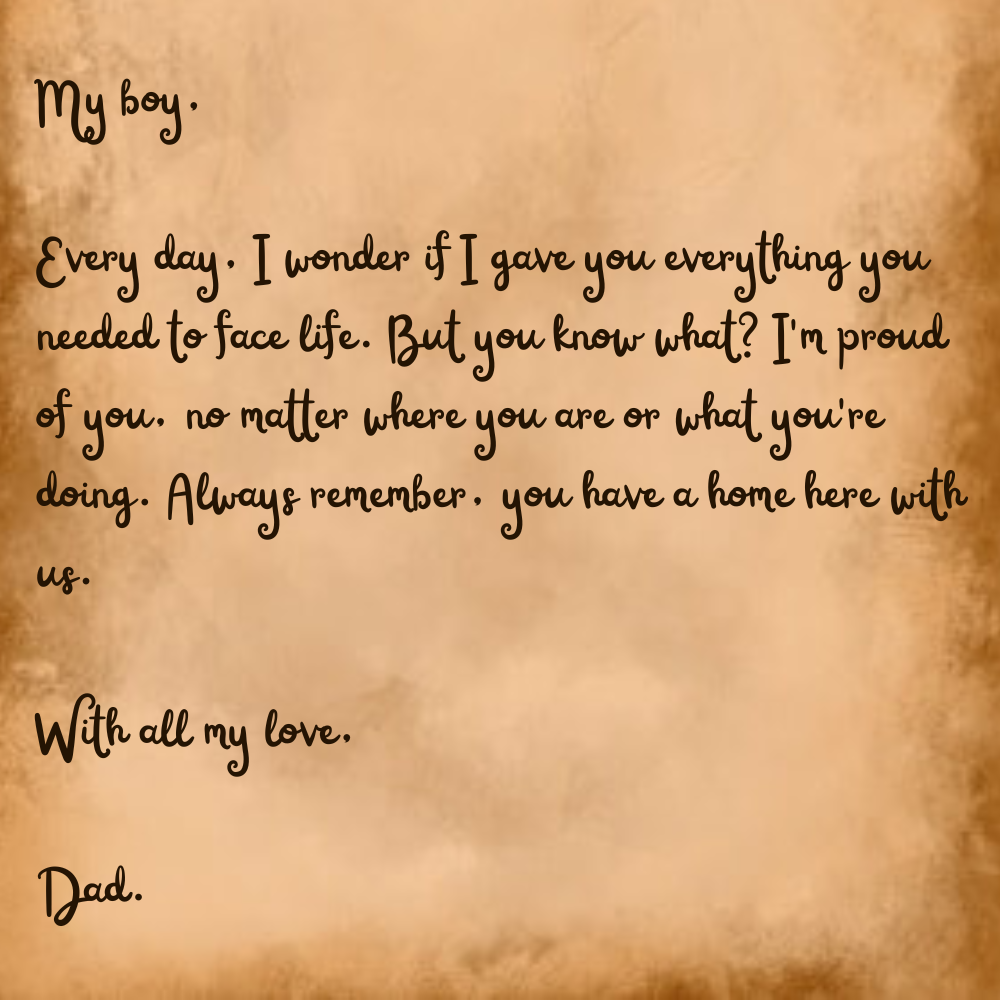 My boy,
Every day, I wonder if I gave you everything you
needed to face life. But you know what? I'm proud
of you, no matter where you are or what you're
doing. Always remember, you have a home here with
us.
With all my love,
Dad.